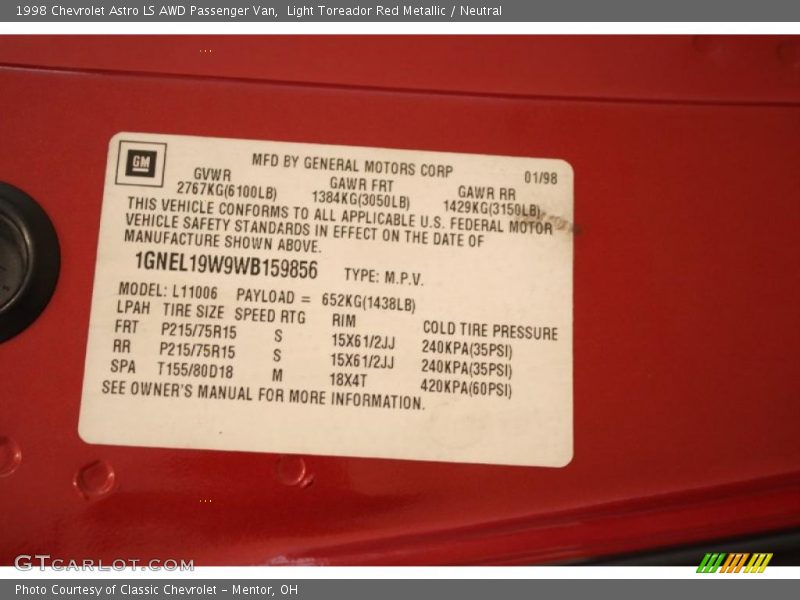 1998 Chevrolet Astro LS AWD Passenger Van,  Light Toreador Red Metallic / Neutral
GM
MFD BY GENERAL MOTORS CORP
01/98
GVWR GAWR FRT GAWR RR
2767KG(6100LB) 1384KG(3050LB) 1429KG(3150LB)
THIS VEHICLE CONFORMS TO ALL APPLICABLE U.S. FEDERAL MOTOR
VEHICLE SAFETY STANDARDS IN EFFECT ON THE DATE OF
MANUFACTURE SHOWN ABOVE.
1GNEL19W9WB159856 TYPE: M.P.V.
MODEL: L11006 PAYLOAD = 652KG(1438LB)
LPAH TIRE SIZE SPEED RTG RIM COLD TIRE PRESSURE
FRT P215/75R15 S 15X61/2JJ 240KPA(35PSI)
RR P215/75R15 S 15X61/2JJ 240KPA(35PSI)
SPA T155/80D18 M 18X4T 420KPA(60PSI)
SEE OWNER'S MANUAL FOR MORE INFORMATION.
GTCARLOT.COM
Photo Courtesy of Classic Chevrolet - Mentor, OH